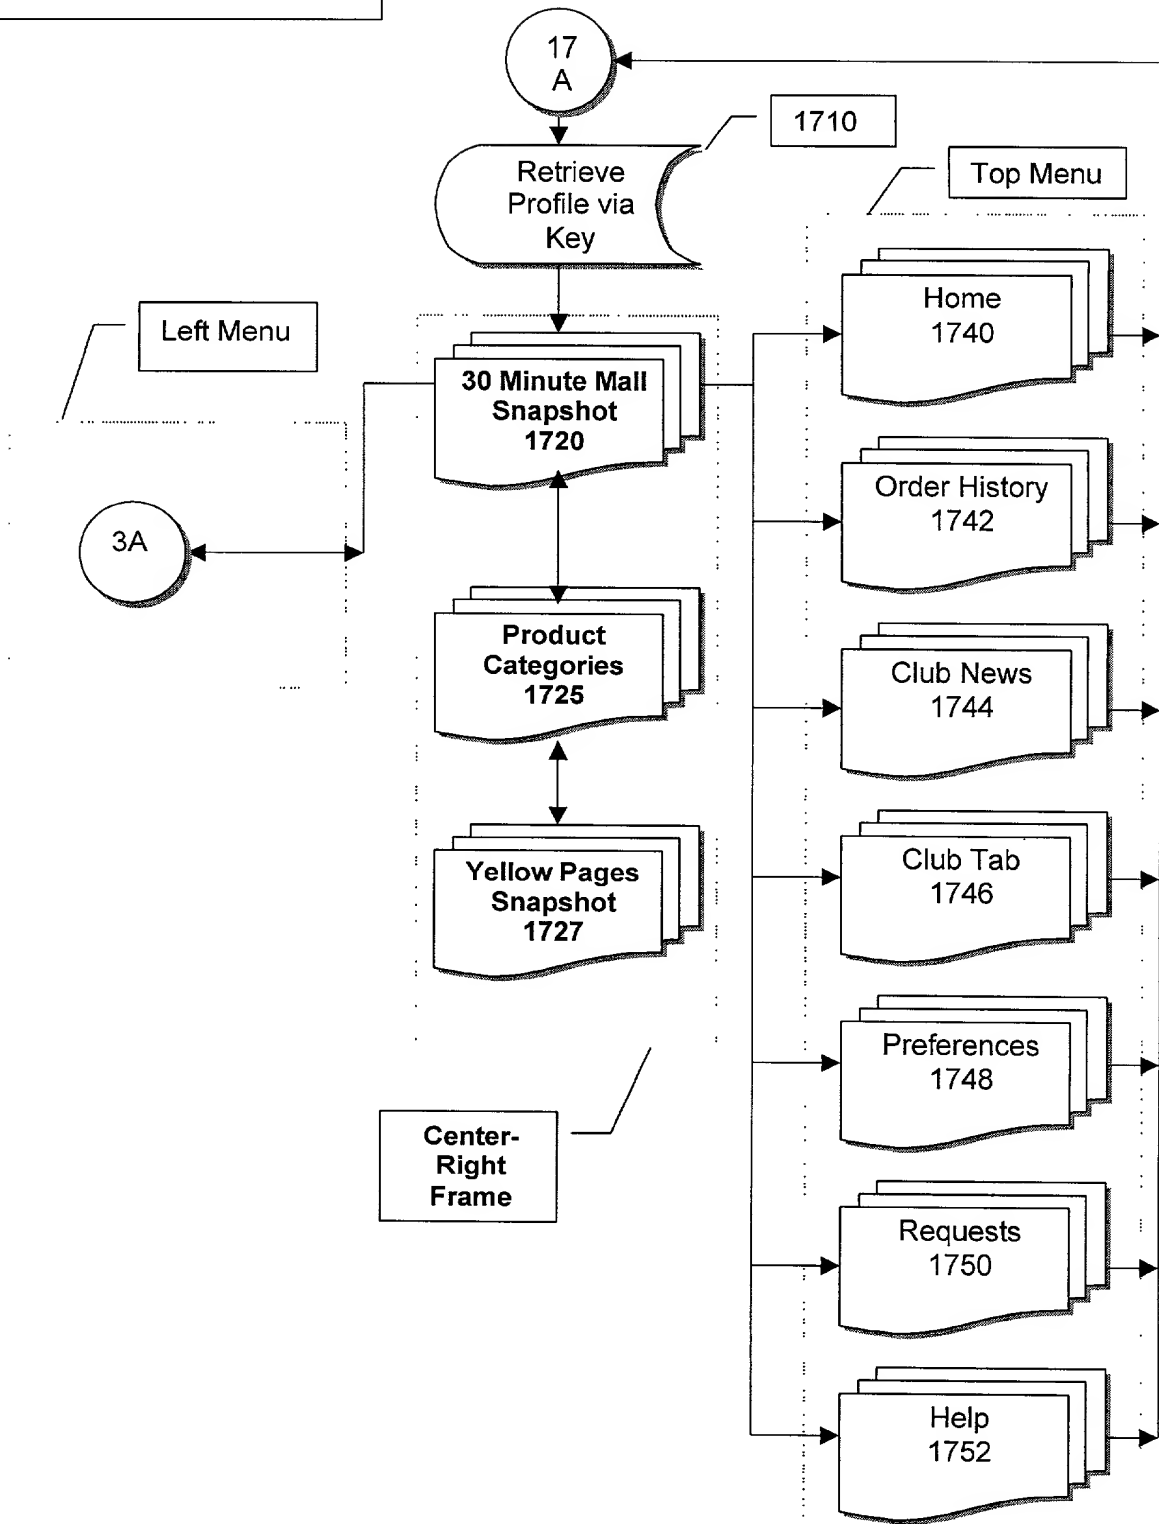 17
A
1710
Retrieve
Profile via
Key
Top Menu
Left Menu
30 Minute Mall
Snapshot
1720
3A
Product
Categories
1725
Yellow Pages
Snapshot
1727
Center-
Right
Frame
Home
1740
Order History
1742
Club News
1744
Club Tab
1746
Preferences
1748
Requests
1750
Help
1752